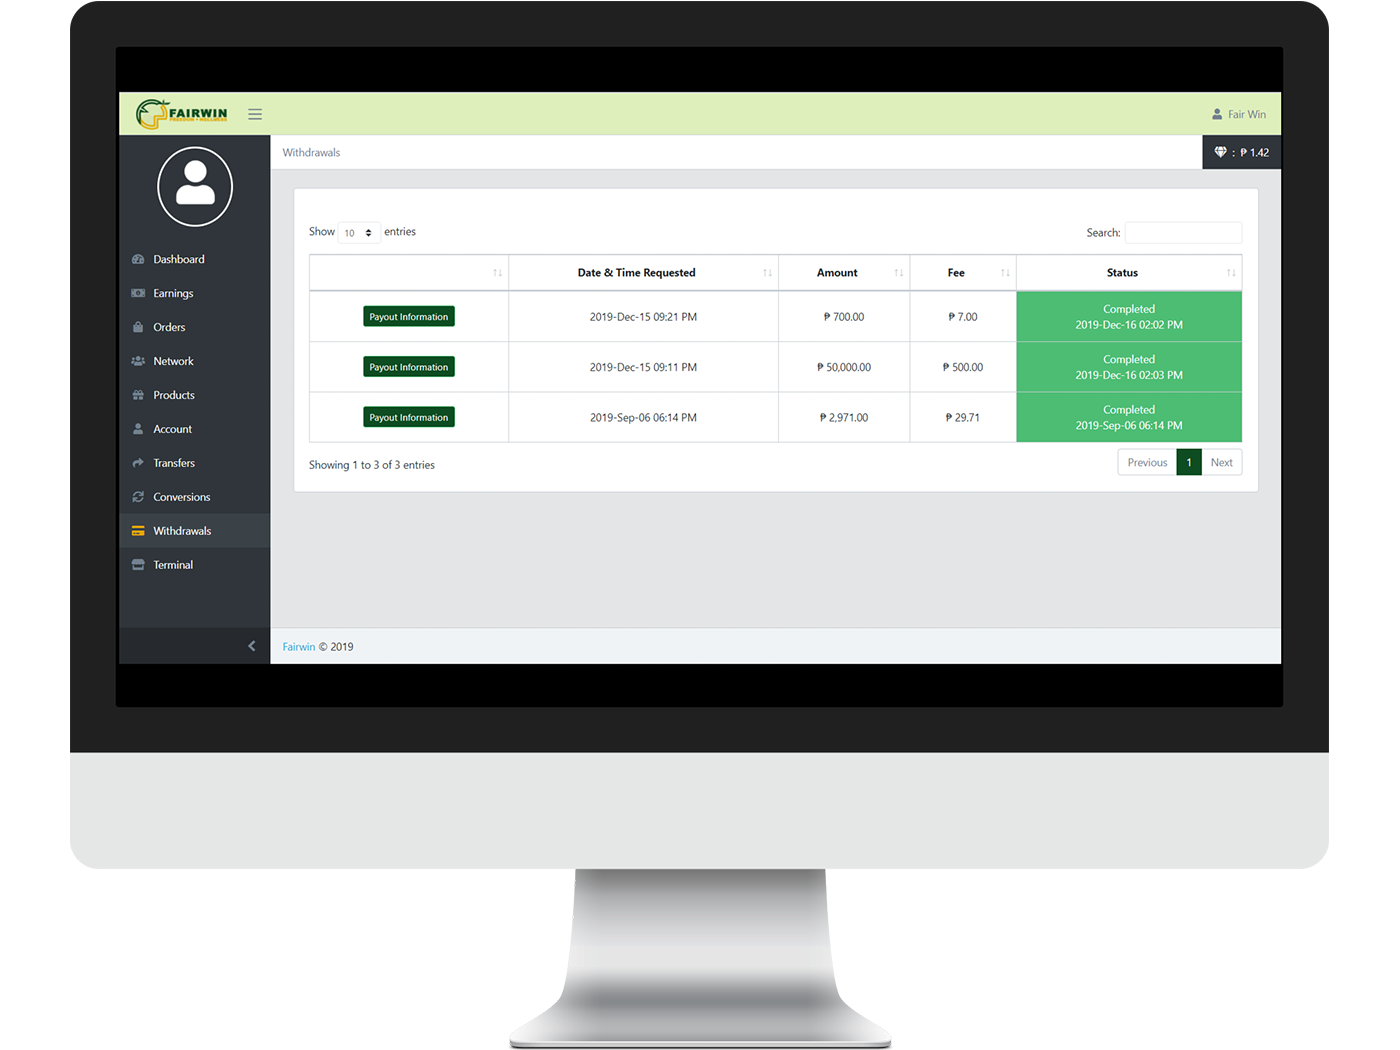 FAIRWIN
FREEDOM • WELLNESS
Fair Win
Withdrawals
: ₱ 1.42
Dashboard
Earnings
Orders
Network
Products
Account
Transfers
Conversions
Withdrawals
Terminal
Show 10 entries
Search:
Date & Time Requested Amount Fee Status
Payout Information 2019-Dec-15 09:21 PM ₱ 700.00 ₱ 7.00 Completed
2019-Dec-16 02:02 PM
Payout Information 2019-Dec-15 09:11 PM ₱ 50,000.00 ₱ 500.00 Completed
2019-Dec-16 02:03 PM
Payout Information 2019-Sep-06 06:14 PM ₱ 2,971.00 ₱ 29.71 Completed
2019-Sep-06 06:14 PM
Showing 1 to 3 of 3 entries
Previous 1 Next
Fairwin © 2019